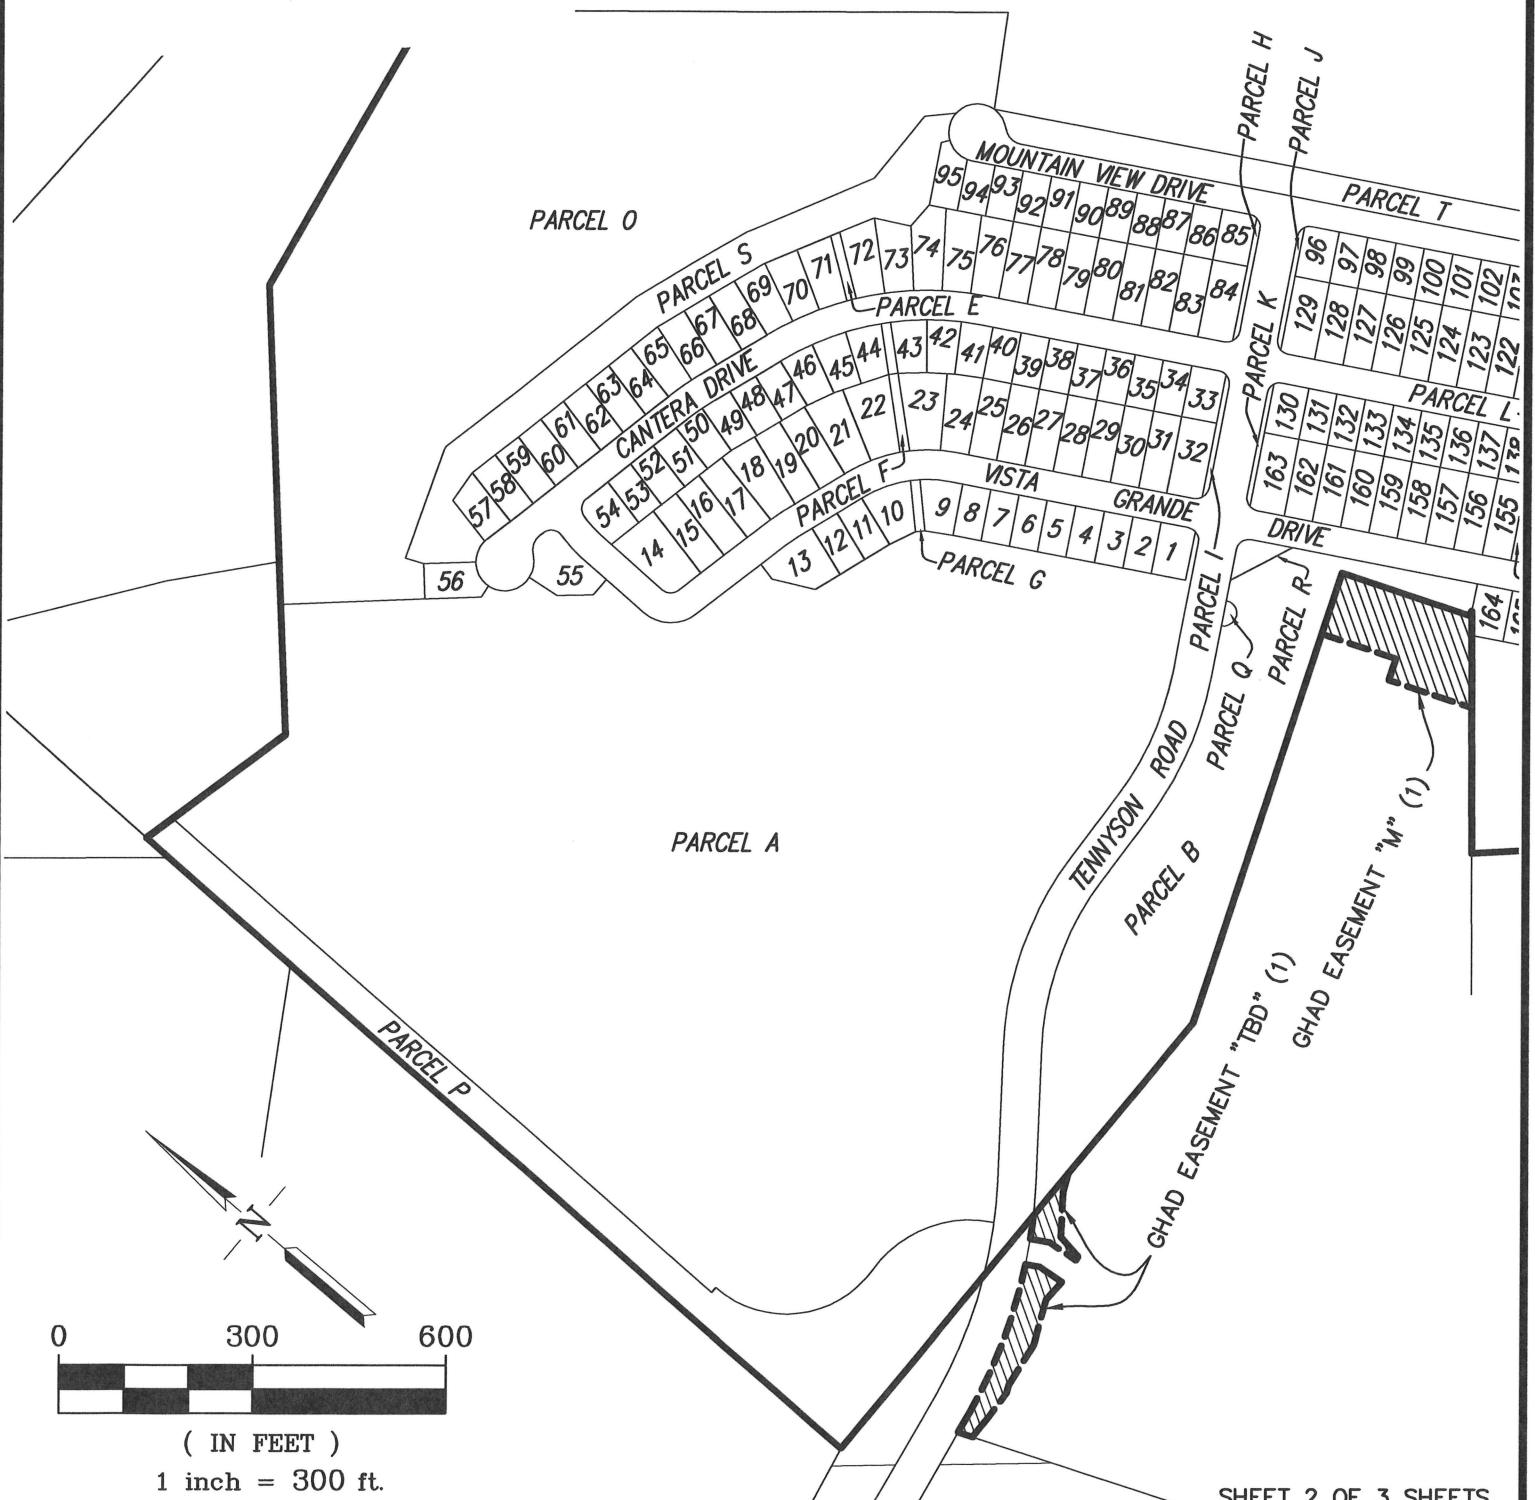 PARCEL H
PARCEL J
MOUNTAIN VIEW DRIVE
PARCEL T
PARCEL O
PARCEL S
95 94 93 92 91 90 89 88 87 86 85
96 97 98 99 100 101 102 103
57 58 59 60 61 62 63 64 65 66 67 68 69 70 71 72 73 74 75 76 77 78 79 80 81 82 83 84
129 128 127 126 125 124 123 122
PARCEL E
PARCEL K
CANTERA DRIVE
PARCEL L
54 53 52 51 50 49 48 47 46 45 44 43 42 41 40 39 38 37 36 35 34 33
130 131 132 133 134 135 136 137 138
14 15 16 17 18 19 20 21 22 23 24 25 26 27 28 29 30 31 32
163 162 161 160 159 158 157 156 155
PARCEL F
VISTA GRANDE DRIVE
56 55
13 12 11 10 9 8 7 6 5 4 3 2 1
PARCEL G
PARCEL I
PARCEL R
164
PARCEL Q
TENNYSON ROAD
PARCEL A
PARCEL B
GHAD EASEMENT "M" (1)
GHAD EASEMENT "TBD" (1)
PARCEL P
N
0 300 600
( IN FEET )
1 inch = 300 ft.
SHEET 2 OF 3 SHEETS